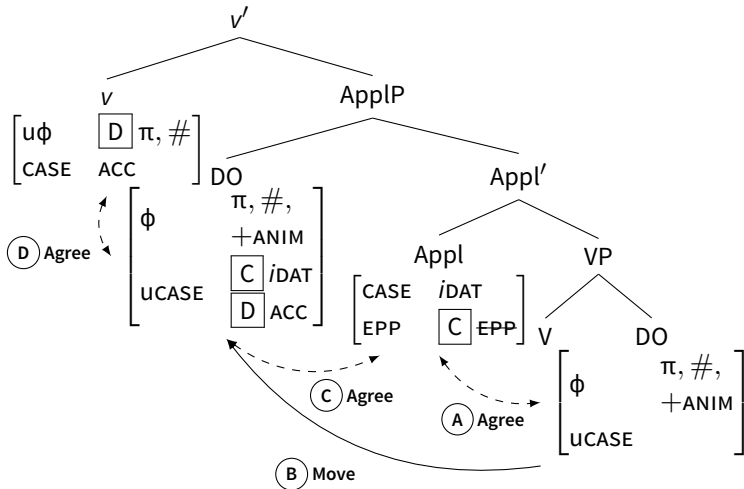 v′
v
ApplP
[uϕ D π, #]
CASE ACC
DO
Appl′
ϕ π, #,
+ANIM
D Agree
C iDAT
uCASE
D ACC
Appl
VP
CASE iDAT
EPP C EPP
V
DO
ϕ π, #,
+ANIM
uCASE
C Agree
A Agree
B Move